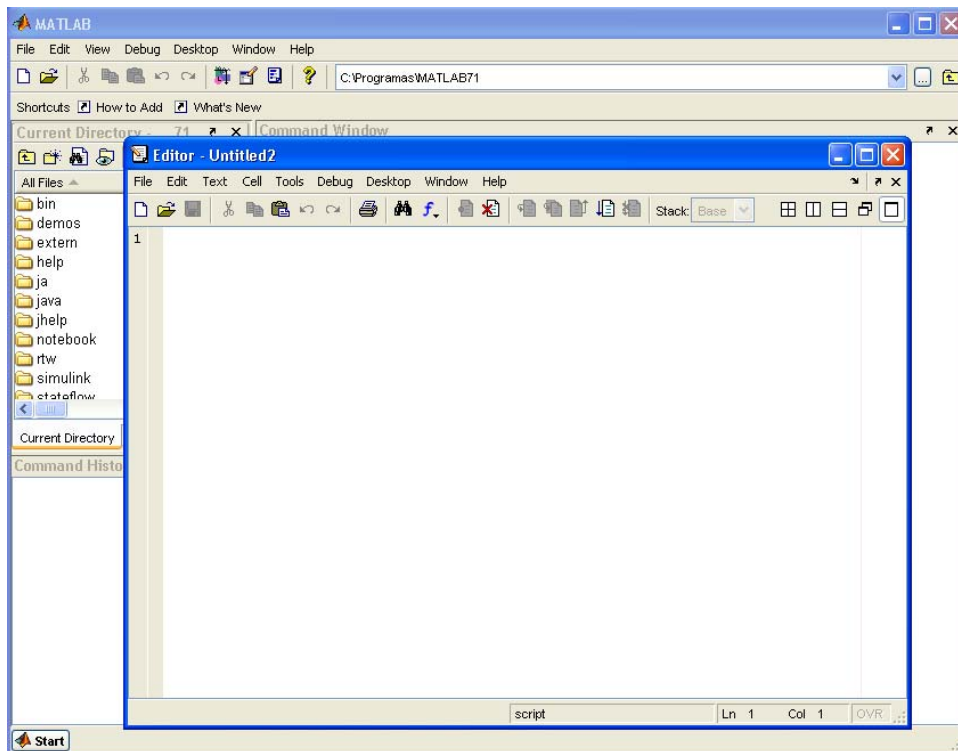 MATLAB
File Edit View Debug Desktop Window Help
C:\Programas\MATLAB71
Shortcuts How to Add What's New
Current Directory - 71 Command Window
Editor - Untitled2
All Files
File Edit Text Cell Tools Debug Desktop Window Help
Stack: Base
1
bin
demos
extern
help
ja
java
jhelp
notebook
rtw
simulink
stateflow
Current Directory
Command Histo
script Ln 1 Col 1 OVR
Start